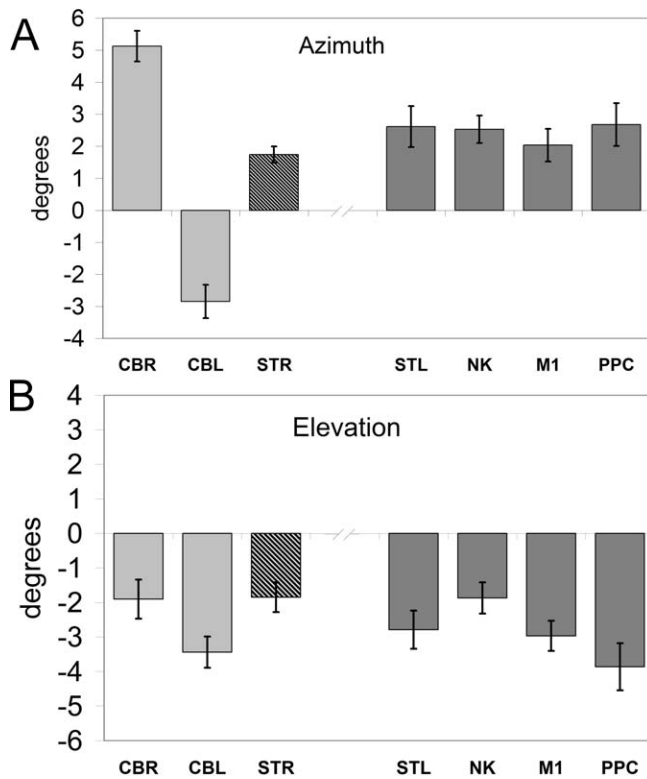 A
Azimuth
degrees
6
5
4
3
2
1
0
-1
-2
-3
-4
CBR CBL STR STL NK M1 PPC
B
Elevation
degrees
4
3
2
1
0
-1
-2
-3
-4
-5
-6
CBR CBL STR STL NK M1 PPC